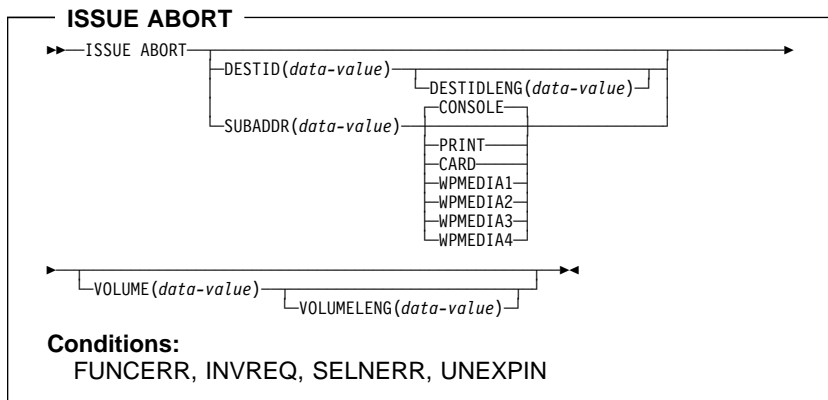 ISSUE ABORT
ISSUE ABORT
DESTID(data-value)
DESTIDLENG(data-value)
CONSOLE
SUBADDR(data-value)
PRINT
CARD
WPMEDIA1
WPMEDIA2
WPMEDIA3
WPMEDIA4
VOLUME(data-value)
VOLUMELENG(data-value)
Conditions:
FUNCERR, INVREQ, SELNERR, UNEXPIN